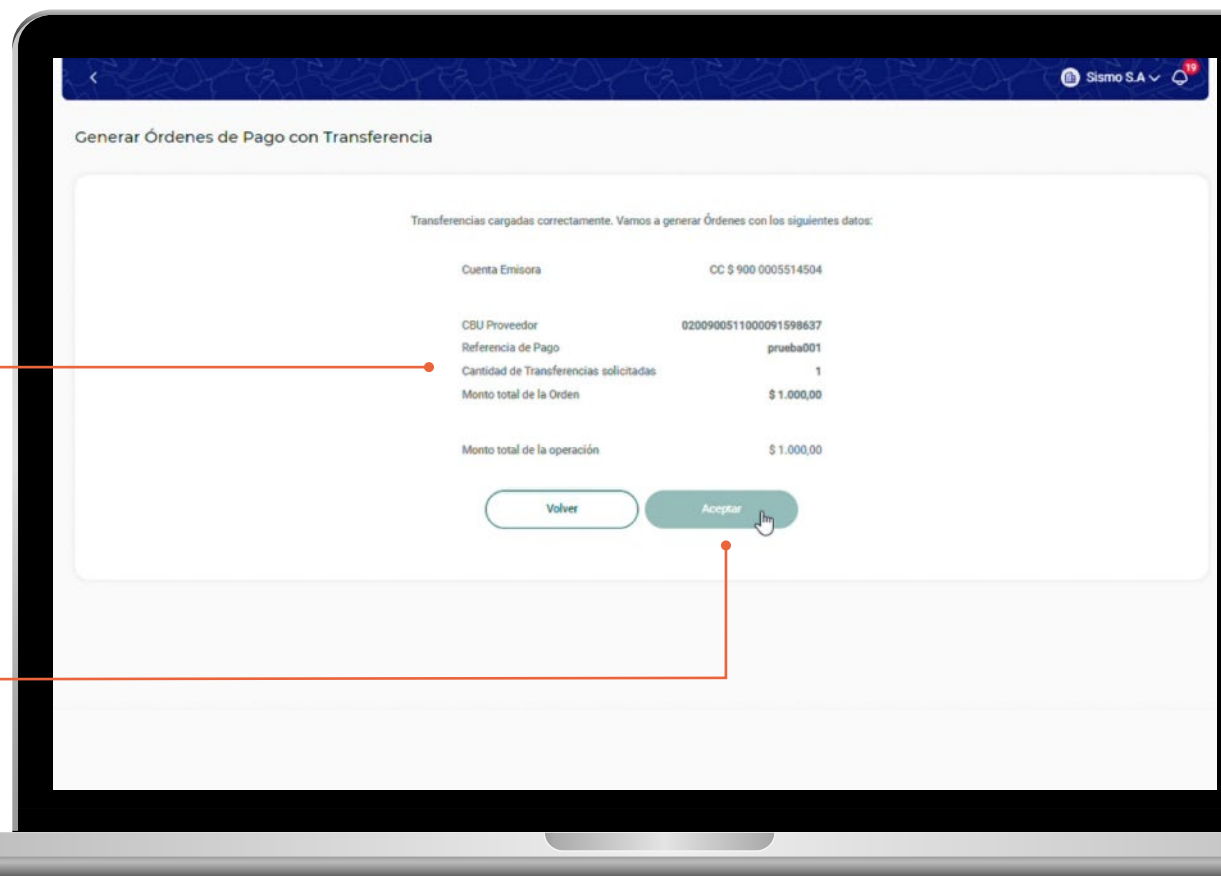 Sismo S.A 19
Generar Órdenes de Pago con Transferencia
Transferencias cargadas correctamente. Vamos a generar Órdenes con los siguientes datos:
Cuenta Emisora CC $ 900 0005514504
CBU Proveedor 0200900511000091598637
Referencia de Pago prueba001
Cantidad de Transferencias solicitadas 1
Monto total de la Orden $ 1.000,00
Monto total de la operación $ 1.000,00
Volver Aceptar